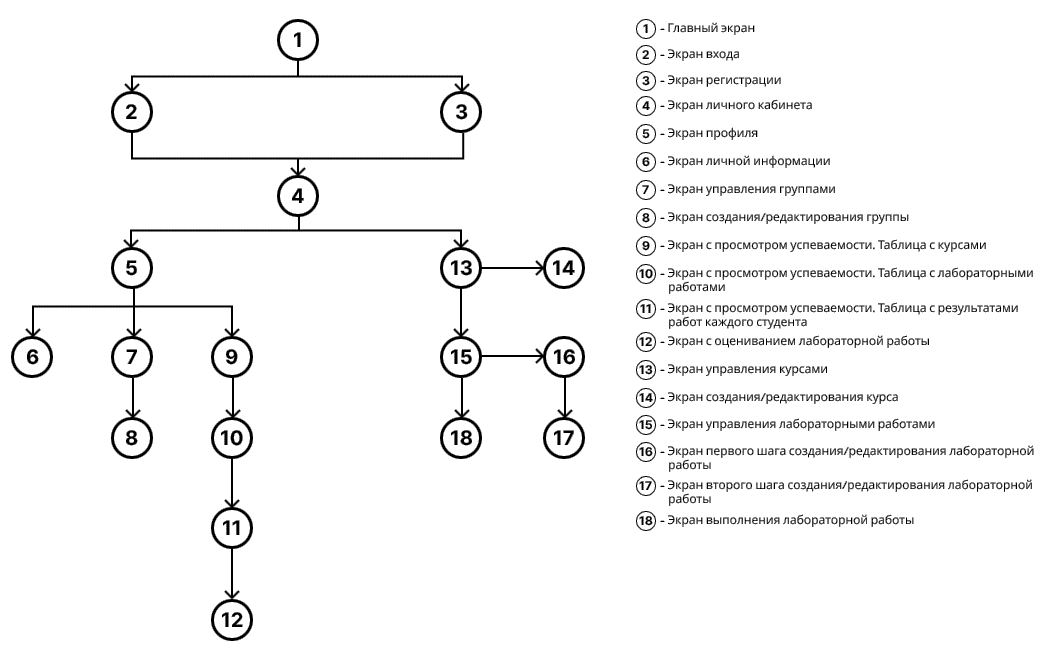 1
2
3
4
5
13
14
6
7
9
15
16
8
10
18
17
11
12
1 - Главный экран
2 - Экран входа
3 - Экран регистрации
4 - Экран личного кабинета
5 - Экран профиля
6 - Экран личной информации
7 - Экран управления группами
8 - Экран создания/редактирования группы
9 - Экран с просмотром успеваемости. Таблица с курсами
10 - Экран с просмотром успеваемости. Таблица с лабораторными
работами
11 - Экран с просмотром успеваемости. Таблица с результатами
работ каждого студента
12 - Экран с оцениванием лабораторной работы
13 - Экран управления курсами
14 - Экран создания/редактирования курса
15 - Экран управления лабораторными работами
16 - Экран первого шага создания/редактирования лабораторной
работы
17 - Экран второго шага создания/редактирования лабораторной
работы
18 - Экран выполнения лабораторной работы